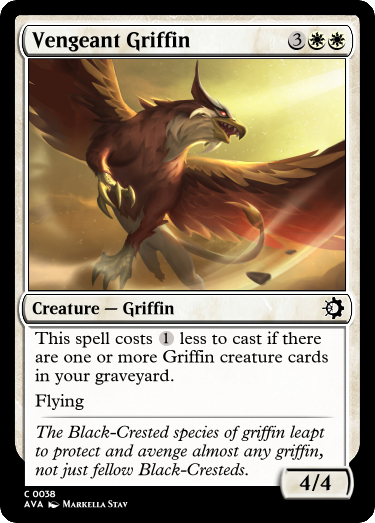 Vengeant Griffin 3
Creature — Griffin
This spell costs 1 less to cast if there
are one or more Griffin creature cards
in your graveyard.
Flying
The Black-Crested species of griffin leapt
to protect and avenge almost any griffin,
not just fellow Black-Cresteds.
4/4
C 0038
AVA Markella Stav